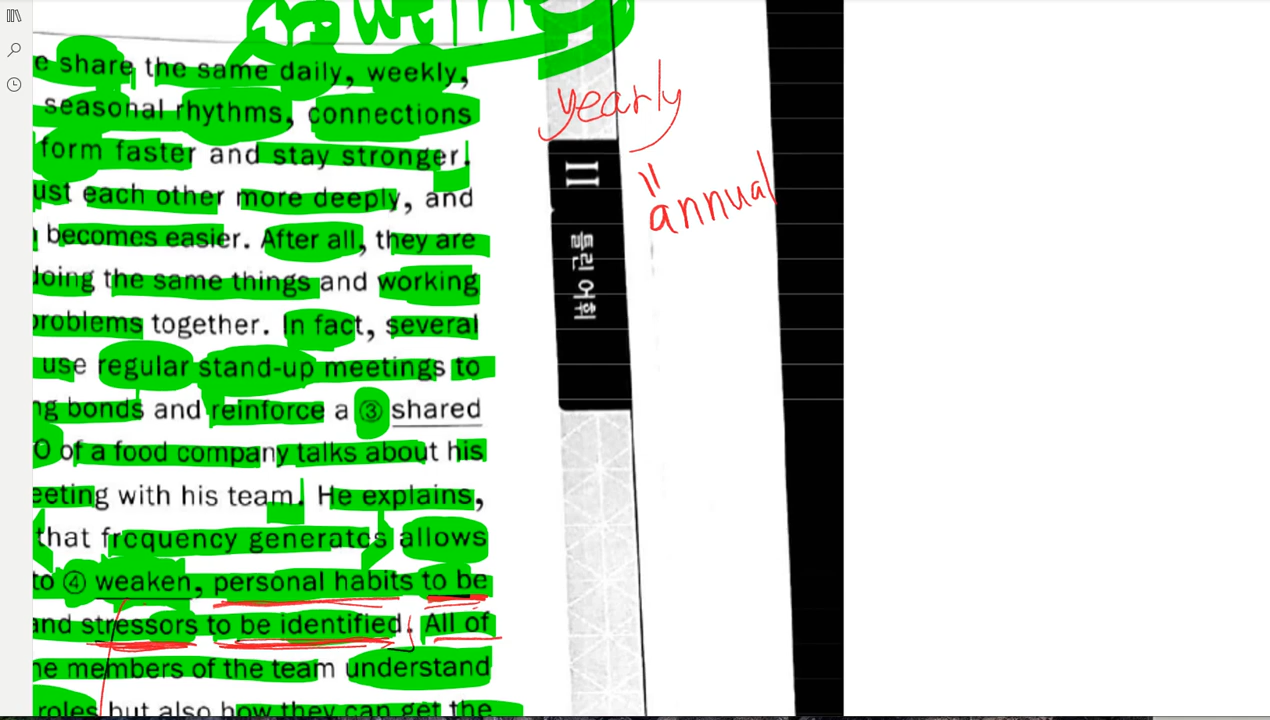 e share the same daily, weekly,
seasonal rhythms, connections
form faster and stay stronger.
ust each other more deeply, and
becomes easier. After all, they are
doing the same things and working
problems together. In fact, several
use regular stand-up meetings to
ng bonds and reinforce a ③ shared
O of a food company talks about his
eeting with his team. He explains,
that frequency generates allows
to ④ weaken, personal habits to be
and stressors to be identified. All of
he members of the team understand
roles but also how they can get the
yearly
=
annual
II
틀린 어휘